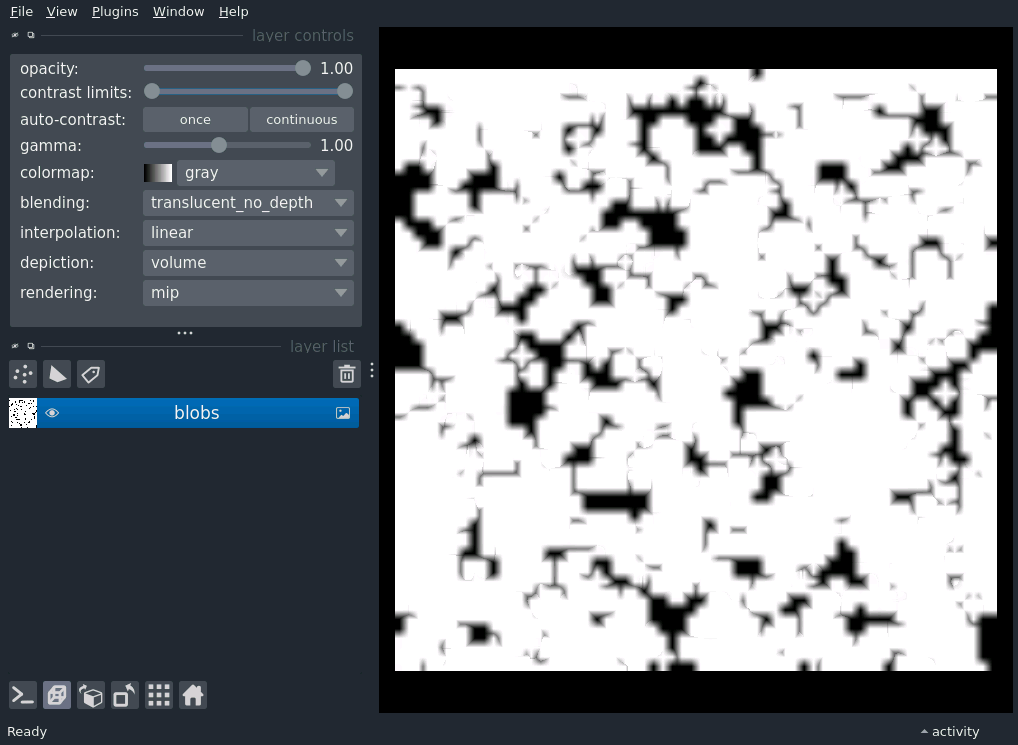 File View Plugins Window Help
layer controls
opacity: 1.00
contrast limits:
auto-contrast: once continuous
gamma: 1.00
colormap: gray
blending: translucent_no_depth
interpolation: linear
depiction: volume
rendering: mip
layer list
blobs
Ready activity